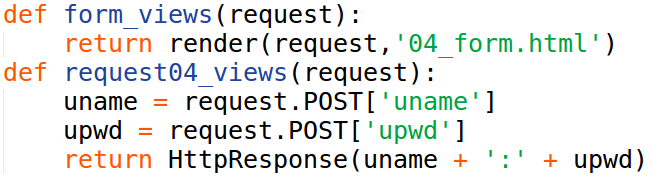 def form_views(request):
    return render(request,'04_form.html')
def request04_views(request):
    uname = request.POST['uname']
    upwd = request.POST['upwd']
    return HttpResponse(uname + ':' + upwd)